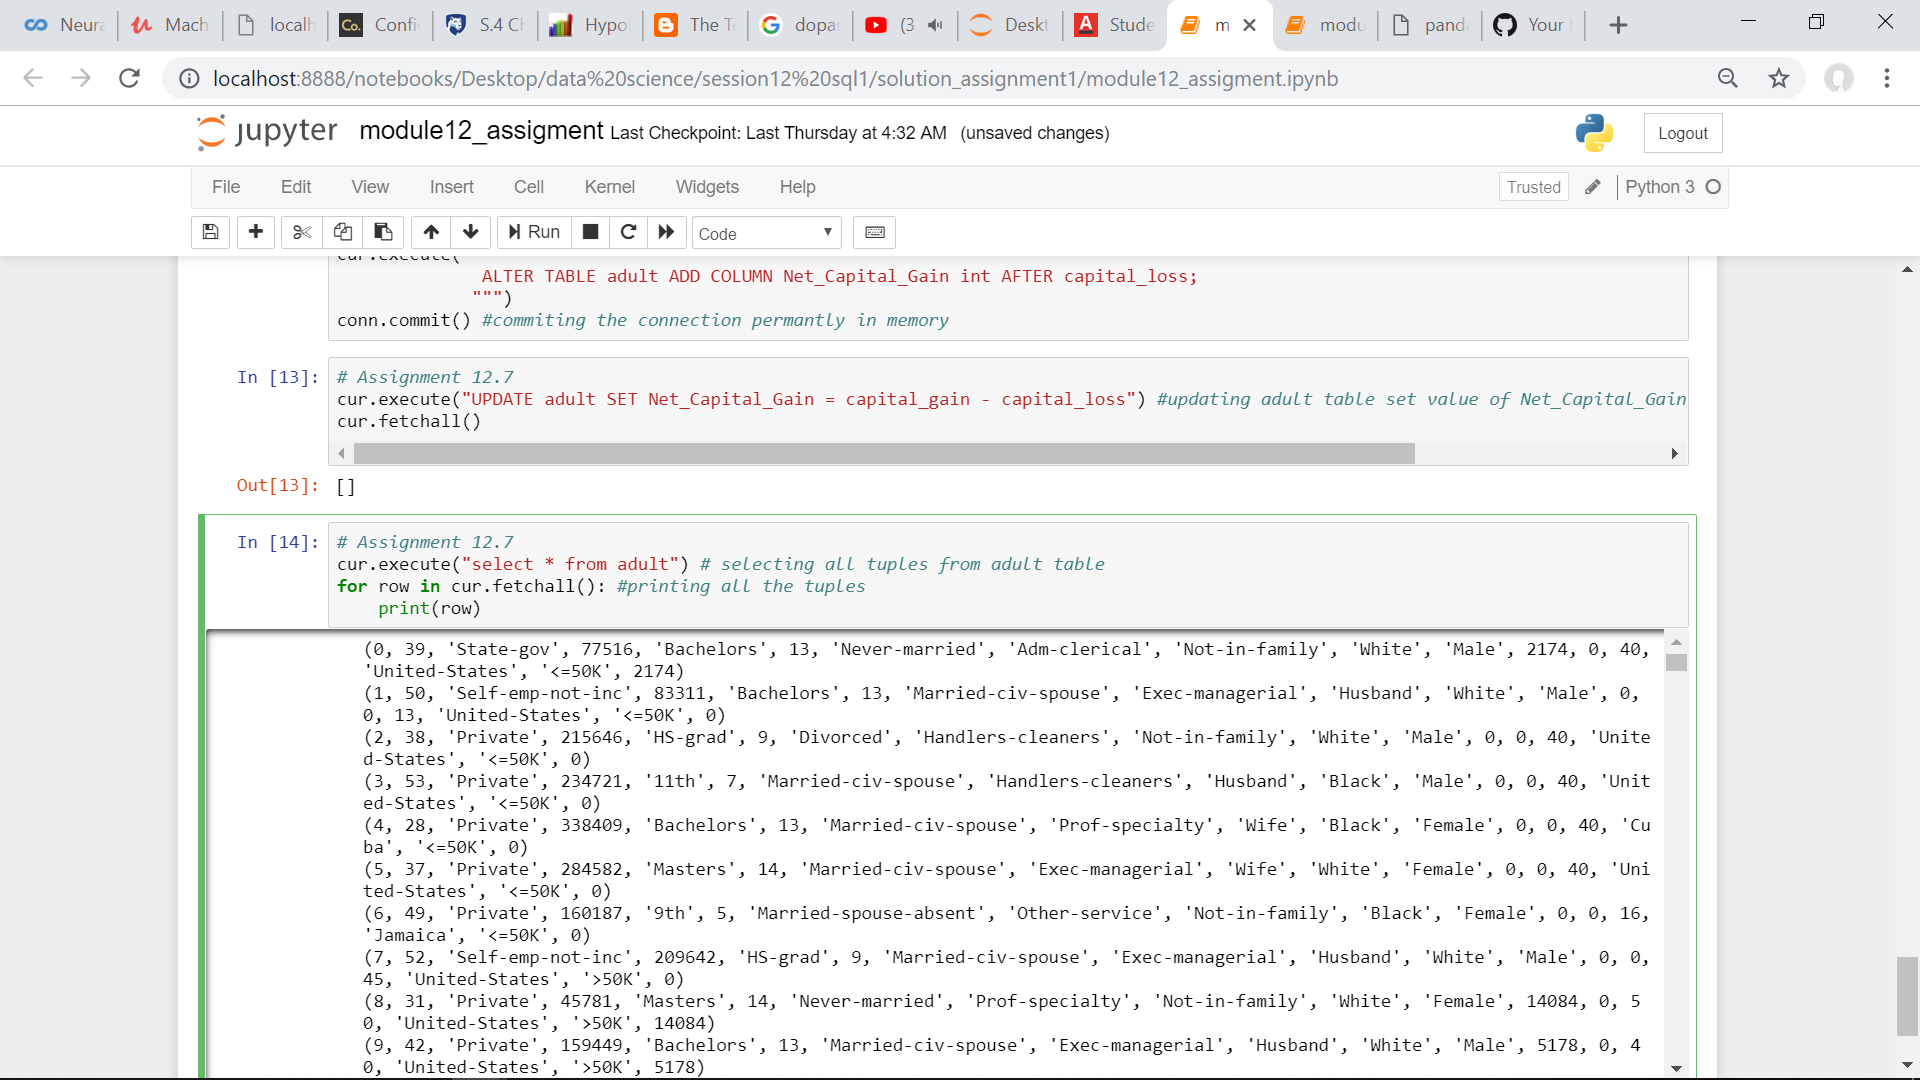 Neura
Mach
localh
Co.
Confic
S.4 Ch
Hypot
The T
dopar
(3
Deskt
Stude
m
modu
panda
Your
localhost:8888/notebooks/Desktop/data%20science/session12%20sql1/solution_assignment1/module12_assigment.ipynb
jupyter module12_assigment Last Checkpoint: Last Thursday at 4:32 AM (unsaved changes)
Logout
File Edit View Insert Cell Kernel Widgets Help
Trusted Python 3
Run Code
cur.execute(
ALTER TABLE adult ADD COLUMN Net_Capital_Gain int AFTER capital_loss;
""")
conn.commit() #commiting the connection permantly in memory
In [13]: # Assignment 12.7
cur.execute("UPDATE adult SET Net_Capital_Gain = capital_gain - capital_loss") #updating adult table set value of Net_Capital_Gain
cur.fetchall()
Out[13]: []
In [14]: # Assignment 12.7
cur.execute("select * from adult") # selecting all tuples from adult table
for row in cur.fetchall(): #printing all the tuples
print(row)
(0, 39, 'State-gov', 77516, 'Bachelors', 13, 'Never-married', 'Adm-clerical', 'Not-in-family', 'White', 'Male', 2174, 0, 40,
'United-States', '<=50K', 2174)
(1, 50, 'Self-emp-not-inc', 83311, 'Bachelors', 13, 'Married-civ-spouse', 'Exec-managerial', 'Husband', 'White', 'Male', 0,
0, 13, 'United-States', '<=50K', 0)
(2, 38, 'Private', 215646, 'HS-grad', 9, 'Divorced', 'Handlers-cleaners', 'Not-in-family', 'White', 'Male', 0, 0, 40, 'Unite
d-States', '<=50K', 0)
(3, 53, 'Private', 234721, '11th', 7, 'Married-civ-spouse', 'Handlers-cleaners', 'Husband', 'Black', 'Male', 0, 0, 40, 'Unit
ed-States', '<=50K', 0)
(4, 28, 'Private', 338409, 'Bachelors', 13, 'Married-civ-spouse', 'Prof-specialty', 'Wife', 'Black', 'Female', 0, 0, 40, 'Cu
ba', '<=50K', 0)
(5, 37, 'Private', 284582, 'Masters', 14, 'Married-civ-spouse', 'Exec-managerial', 'Wife', 'White', 'Female', 0, 0, 40, 'Uni
ted-States', '<=50K', 0)
(6, 49, 'Private', 160187, '9th', 5, 'Married-spouse-absent', 'Other-service', 'Not-in-family', 'Black', 'Female', 0, 0, 16,
'Jamaica', '<=50K', 0)
(7, 52, 'Self-emp-not-inc', 209642, 'HS-grad', 9, 'Married-civ-spouse', 'Exec-managerial', 'Husband', 'White', 'Male', 0, 0,
45, 'United-States', '>50K', 0)
(8, 31, 'Private', 45781, 'Masters', 14, 'Never-married', 'Prof-specialty', 'Not-in-family', 'White', 'Female', 14084, 0, 5
0, 'United-States', '>50K', 14084)
(9, 42, 'Private', 159449, 'Bachelors', 13, 'Married-civ-spouse', 'Exec-managerial', 'Husband', 'White', 'Male', 5178, 0, 4
0, 'United-States', '>50K', 5178)